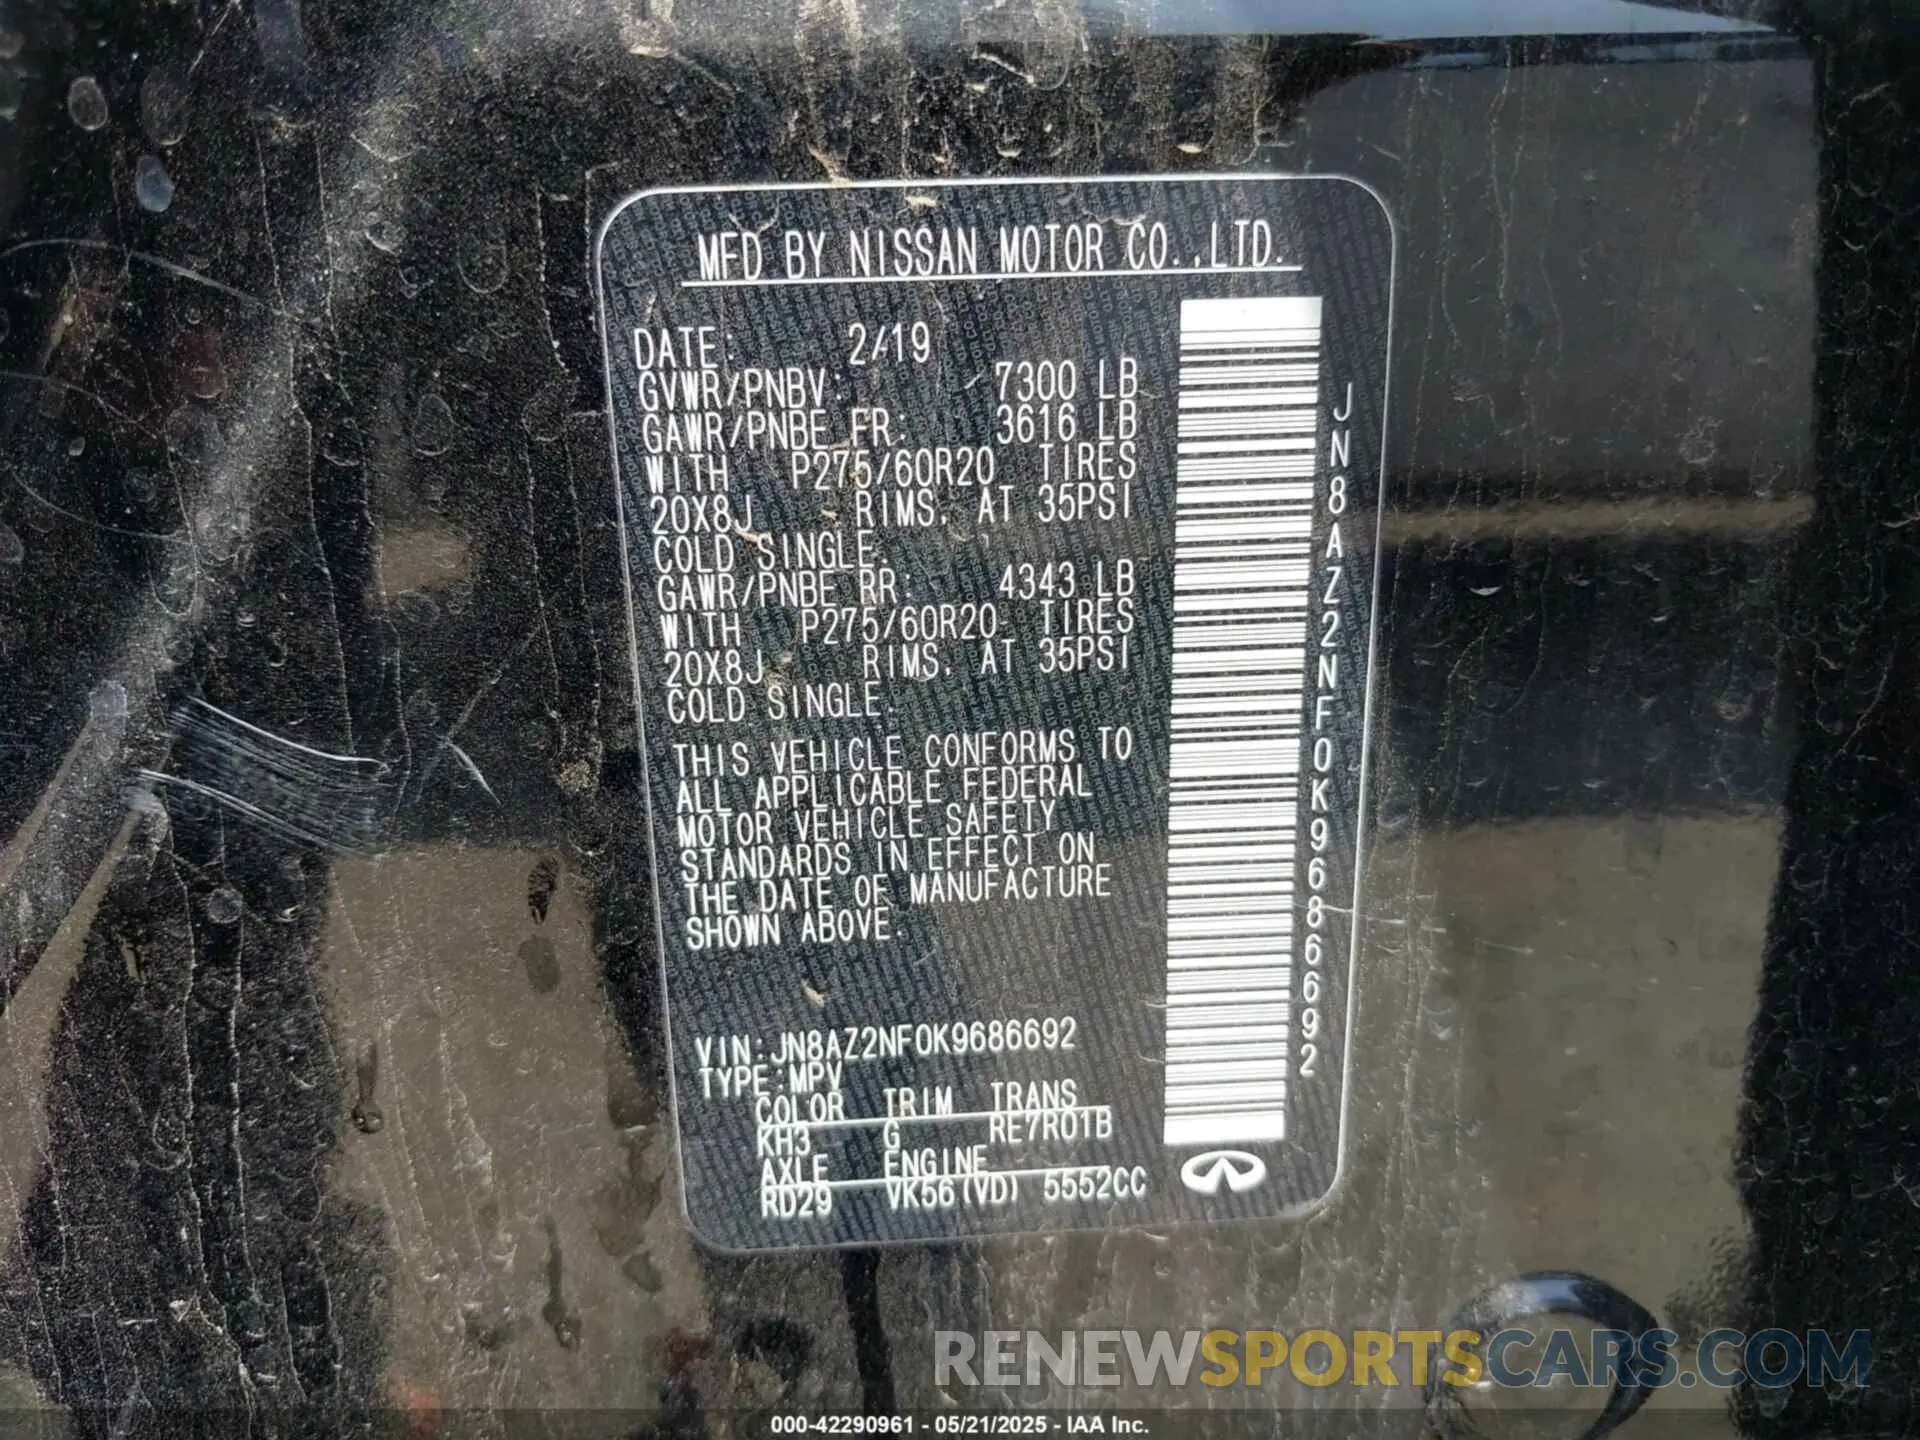 MFD BY NISSAN MOTOR CO.,LTD.
DATE: 2/19
GVWR/PNBV: 7300 LB
GAWR/PNBE FR: 3616 LB
WITH P275/60R20 TIRES
20X8J RIMS, AT 35PSI
COLD SINGLE.
GAWR/PNBE RR: 4343 LB
WITH P275/60R20 TIRES
20X8J RIMS, AT 35PSI
COLD SINGLE.
THIS VEHICLE CONFORMS TO
ALL APPLICABLE FEDERAL
MOTOR VEHICLE SAFETY
STANDARDS IN EFFECT ON
THE DATE OF MANUFACTURE
SHOWN ABOVE.
VIN:JN8AZ2NF0K9686692
TYPE:MPV
COLOR TRIM TRANS
KH3 G RE7R01B
AXLE ENGINE
RD29 VK56(VD) 5552CC
JN8AZ2NF0K9686692
RENEWSPORTSCARS.COM
000-42290961 - 05/21/2025 - IAA Inc.